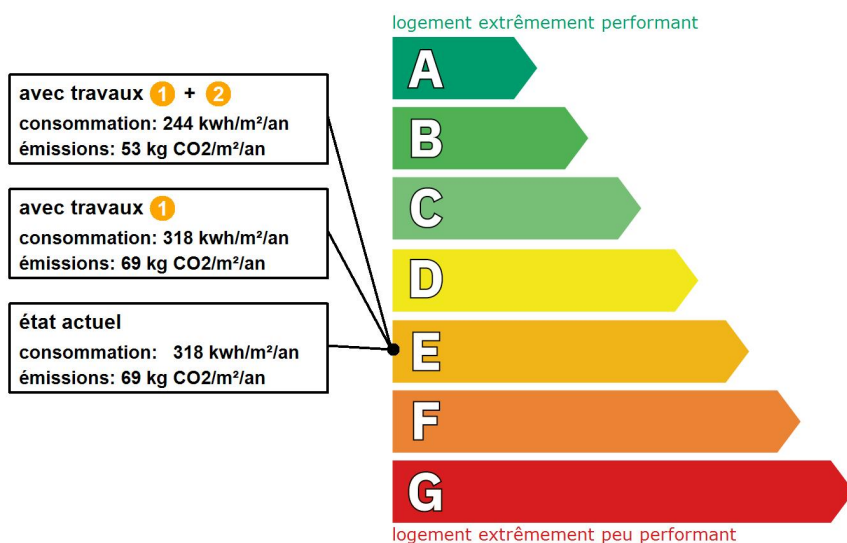 logement extrêmement performant
A
avec travaux 1 + 2
consommation: 244 kwh/m²/an
émissions: 53 kg CO2/m²/an
B
avec travaux 1
consommation: 318 kwh/m²/an
émissions: 69 kg CO2/m²/an
C
D
état actuel
consommation: 318 kwh/m²/an
émissions: 69 kg CO2/m²/an
E
F
G
logement extrêmement peu performant